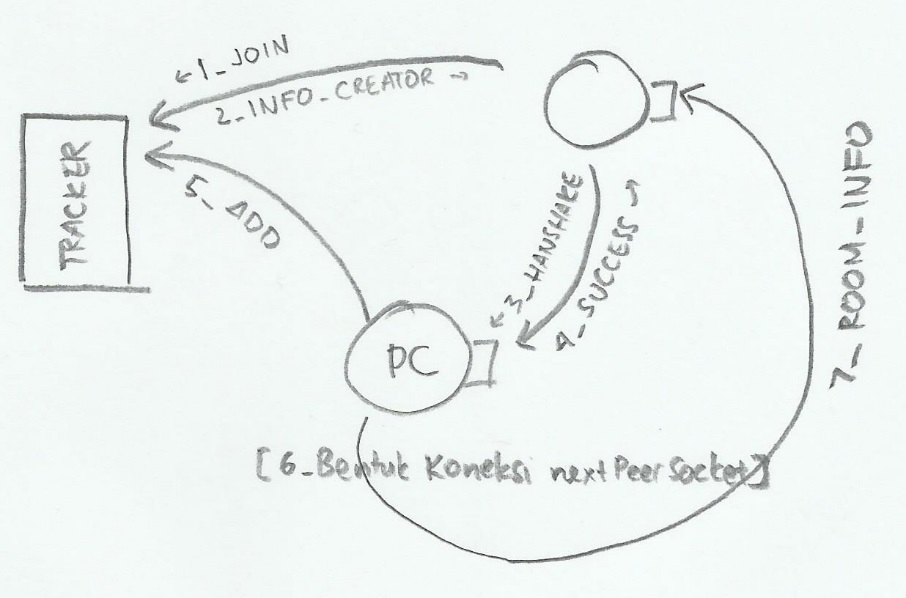 ← 1_JOIN
2_INFO_CREATOR →
TRACKER
5_ADD
← 3_HANSHAKE
4_SUCCESS →
7_ROOM_INFO
PC
[6_Bentuk Koneksi nextPeerSocket]